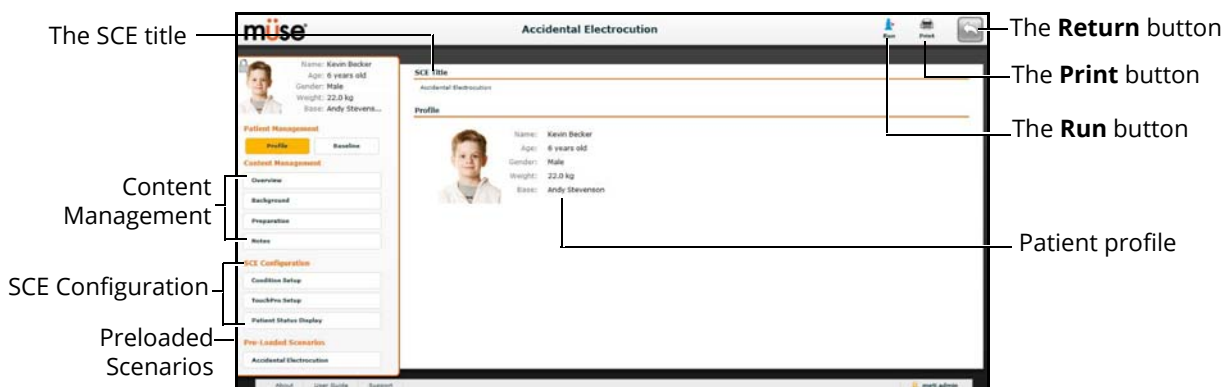 The SCE title
Content
Management
SCE Configuration
Preloaded
Scenarios
müse
Accidental Electrocution
Run
Print
Name: Kevin Becker
Age: 6 years old
Gender: Male
Weight: 22.0 kg
Base: Andy Stevens...
Patient Management
Profile
Baseline
Content Management
Overview
Background
Preparation
Notes
SCE Configuration
Condition Setup
TouchPro Setup
Patient Status Display
Pre-Loaded Scenarios
Accidental Electrocution
SCE Title
Accidental Electrocution
Profile
Name: Kevin Becker
Age: 6 years old
Gender: Male
Weight: 22.0 kg
Base: Andy Stevenson
About
User Guide
Support
meti admin
The Return button
The Print button
The Run button
Patient profile